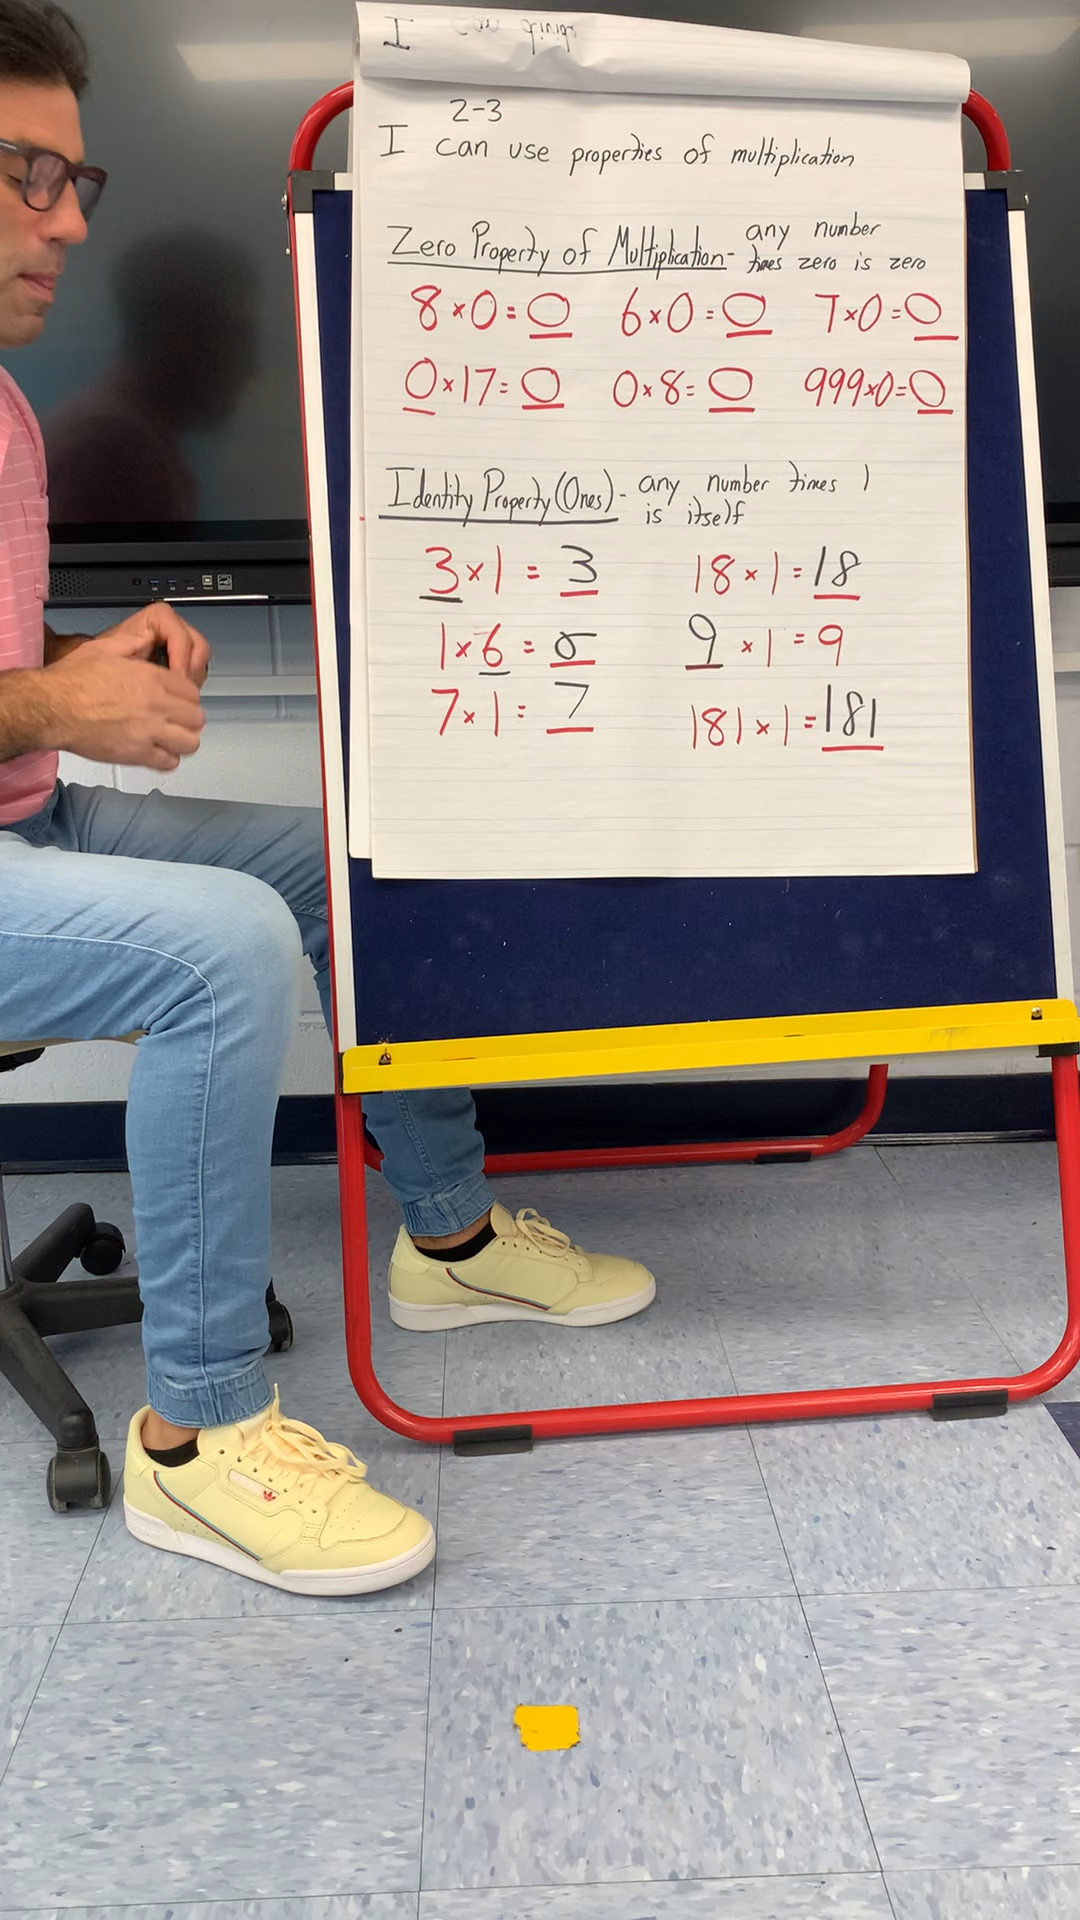 I can divide
2-3
I can use properties of multiplication
Zero Property of Multiplication- any number
times zero is zero
8×0=0 6×0=0 7×0=0
0×17=0 0×8=0 999×0=0
Identity Property (Ones)- any number times 1
is itself
3×1=3 18×1=18
1×6=6 9×1=9
7×1=7 181×1=181